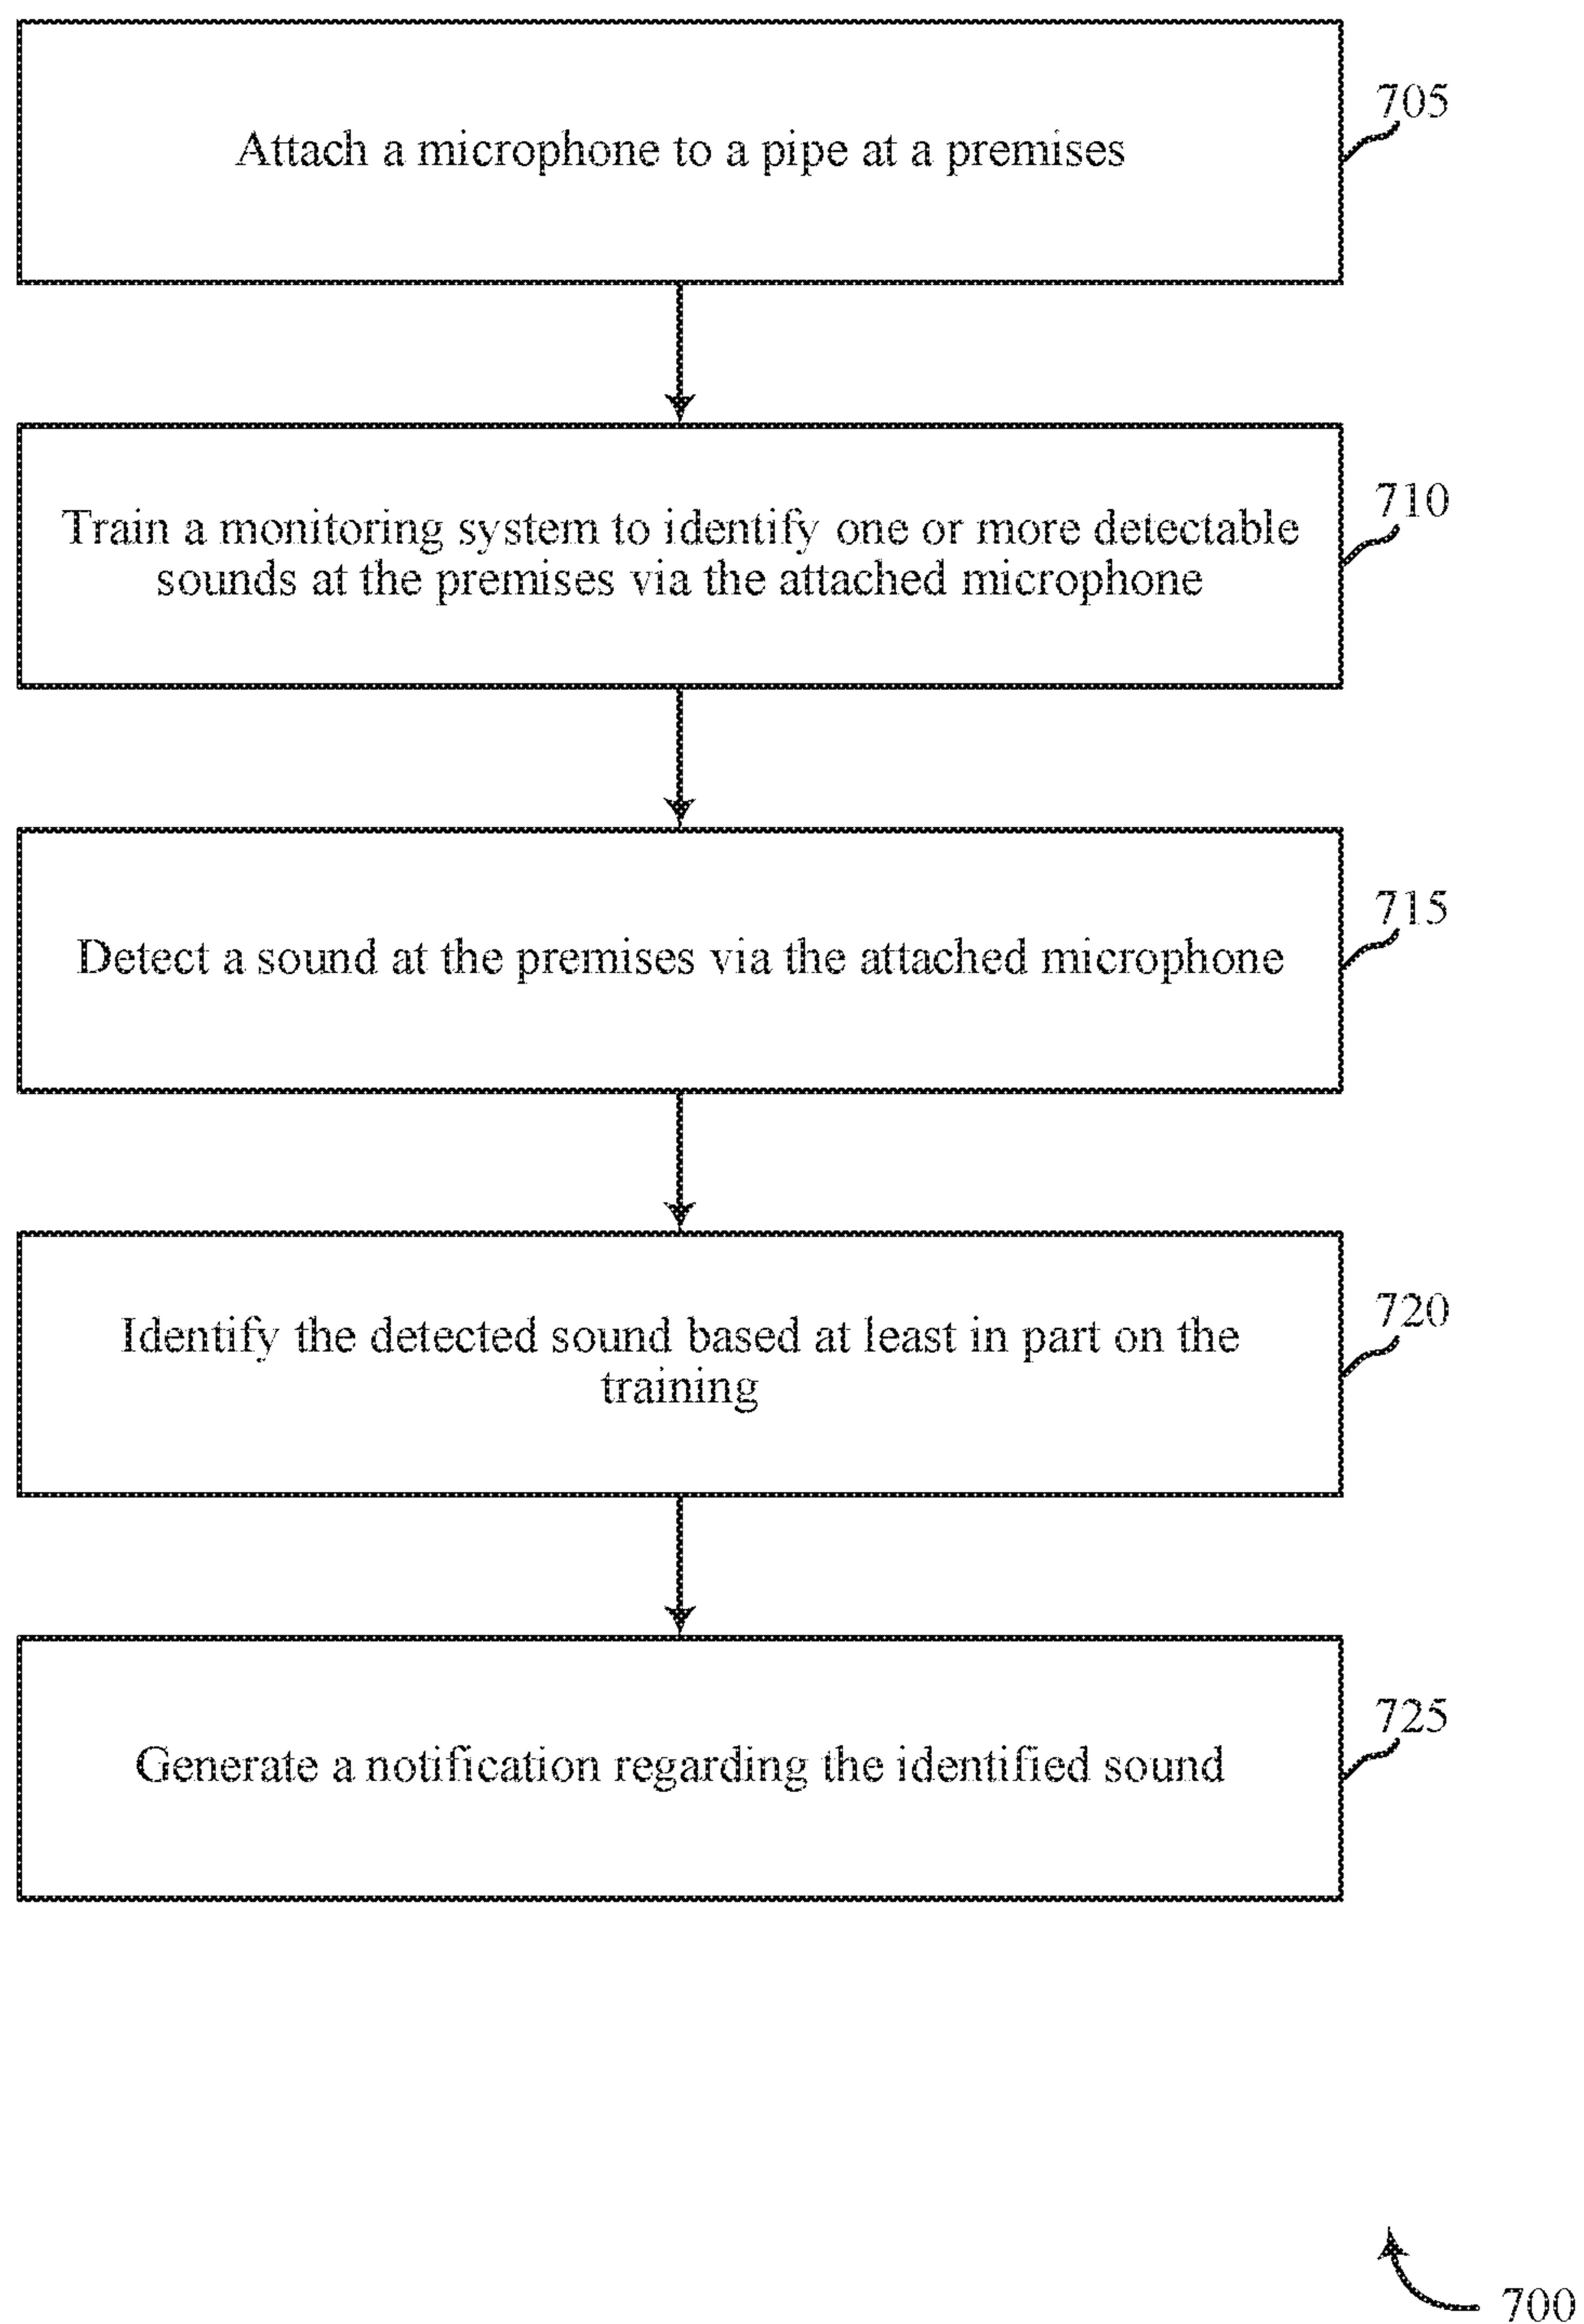 Attach a microphone to a pipe at a premises
705
Train a monitoring system to identify one or more detectable
sounds at the premises via the attached microphone
710
Detect a sound at the premises via the attached microphone
715
Identify the detected sound based at least in part on the
training
720
Generate a notification regarding the identified sound
725
700